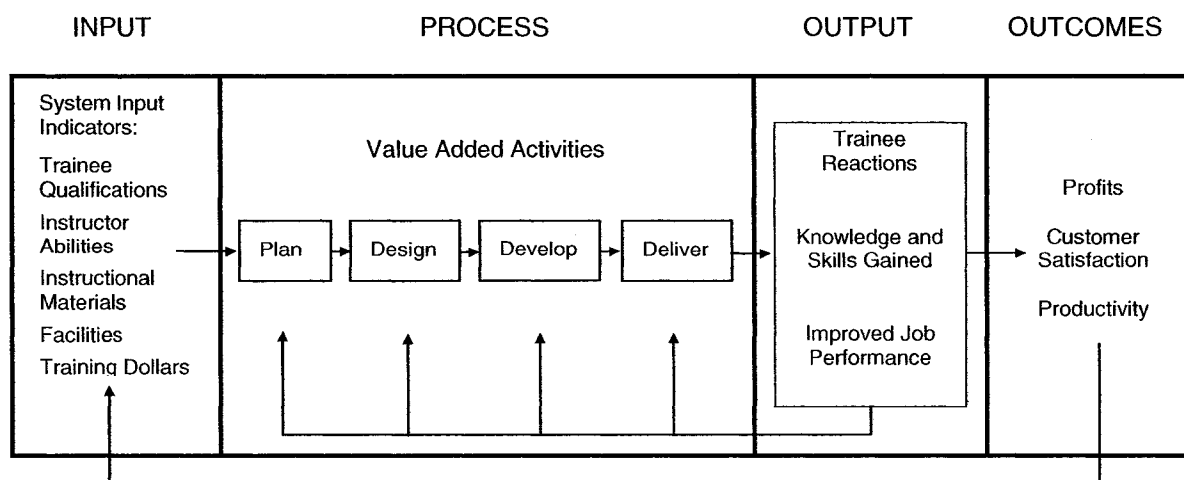 INPUT
PROCESS
OUTPUT
OUTCOMES
System Input
Indicators:
Trainee
Qualifications
Instructor
Abilities
Instructional
Materials
Facilities
Training Dollars
Value Added Activities
Plan
Design
Develop
Deliver
Trainee
Reactions
Knowledge and
Skills Gained
Improved Job
Performance
Profits
Customer
Satisfaction
Productivity